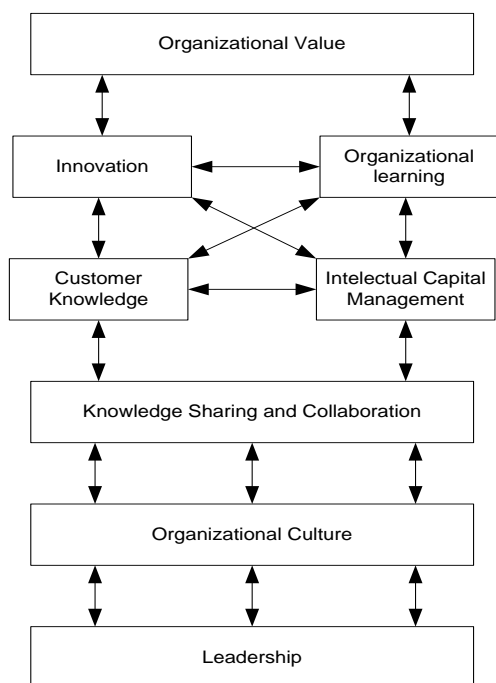 Organizational Value
Innovation
Organizational
learning
Customer
Knowledge
Intelectual Capital
Management
Knowledge Sharing and Collaboration
Organizational Culture
Leadership